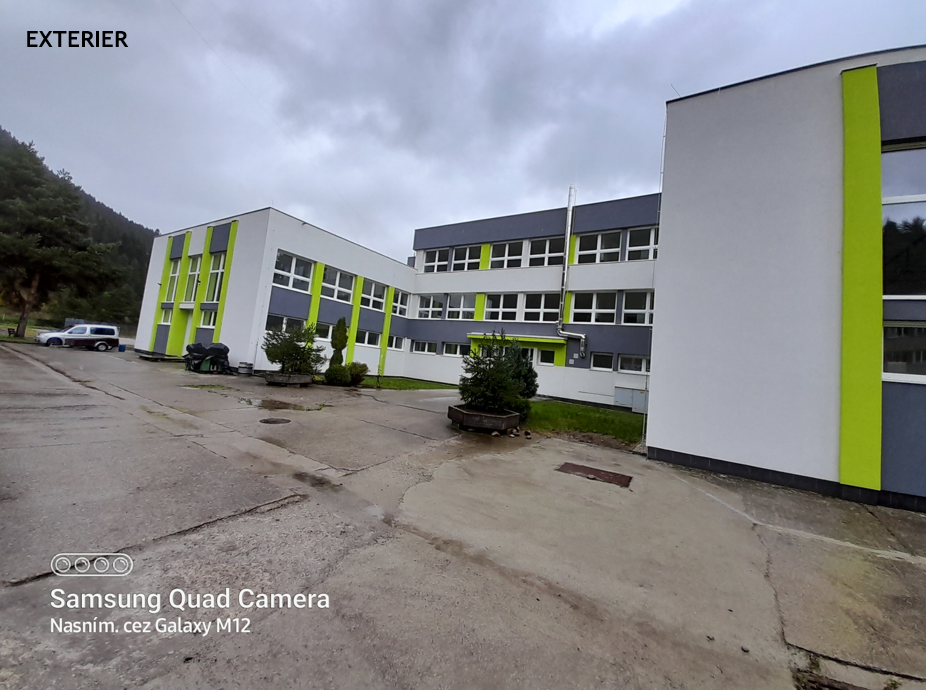 EXTERIER
Samsung Quad Camera
Nasním. cez Galaxy M12